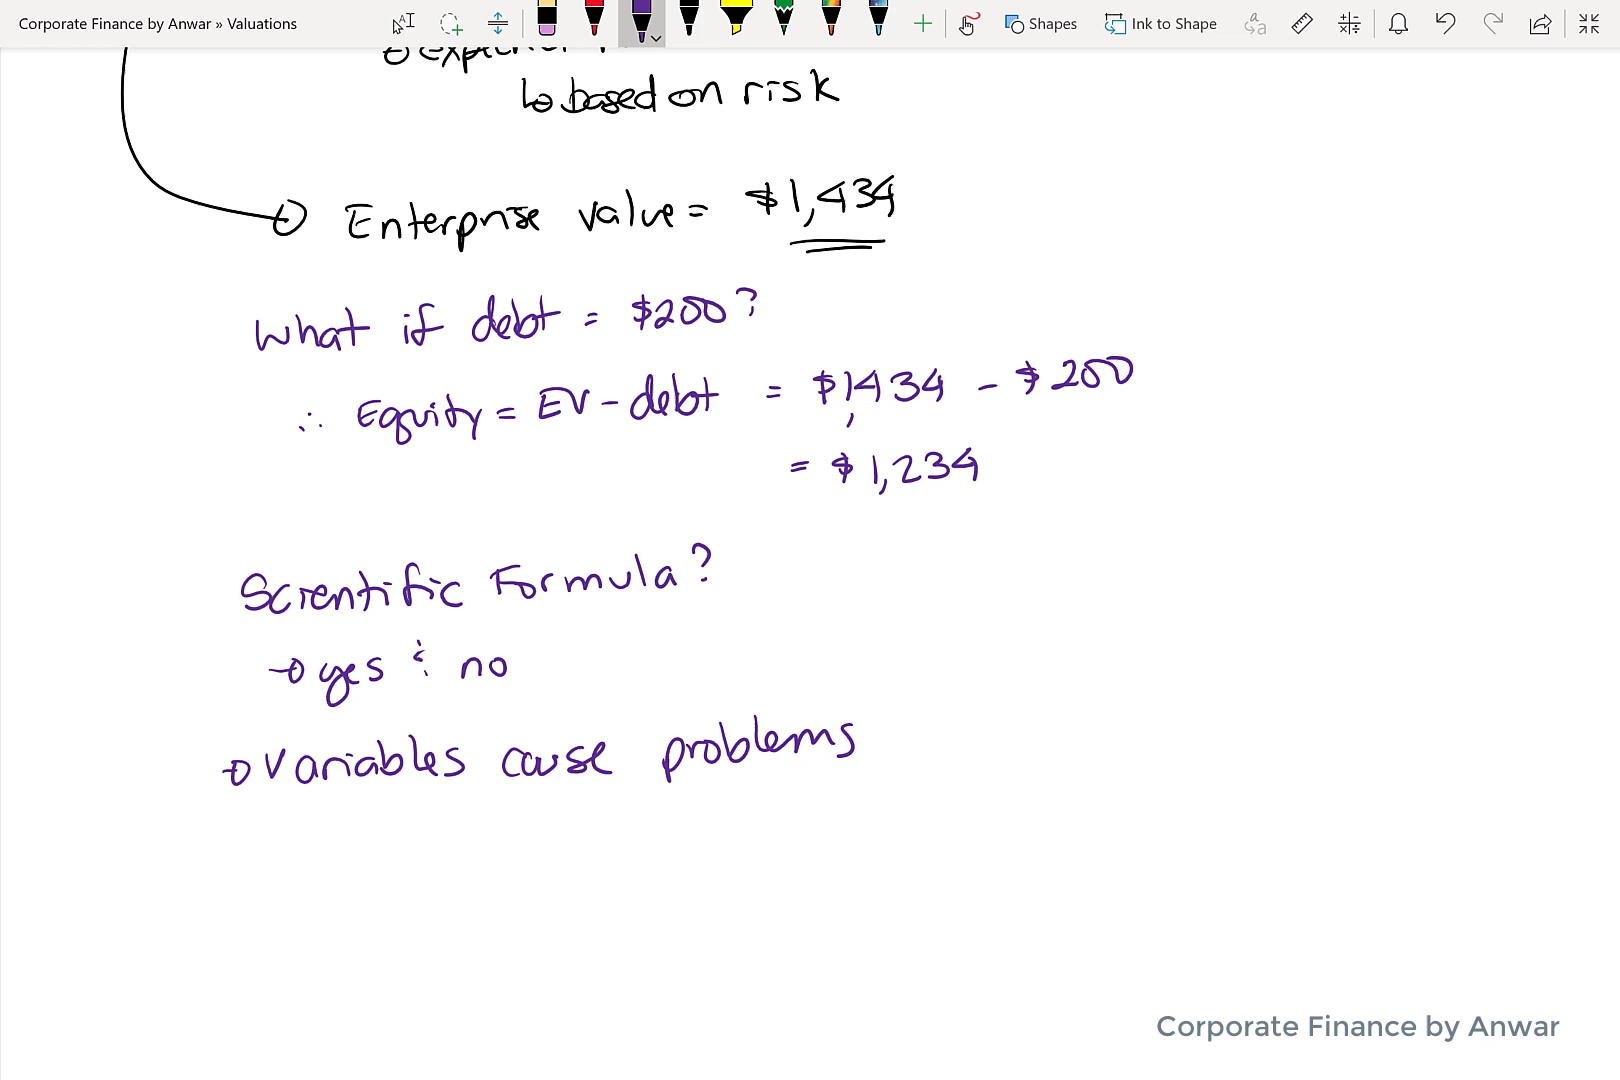 Corporate Finance by Anwar » Valuations
Shapes
Ink to Shape
based on risk
Enterprise value = $1,434
What if debt = $200?
∴ Equity = EV - debt = $1,434 - $200
= $1,234
Scientific Formula?
→ yes & no
→ Variables cause problems
Corporate Finance by Anwar